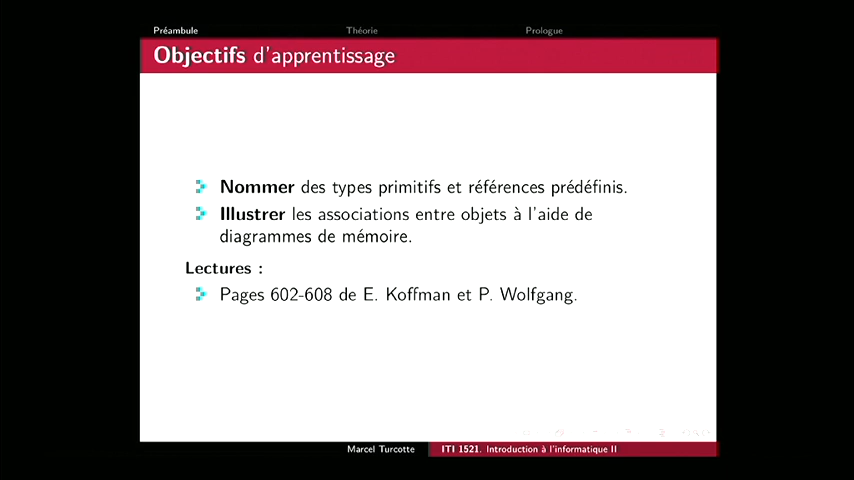 Préambule Théorie Prologue
Objectifs d'apprentissage
Nommer des types primitifs et références prédéfinis.
Illustrer les associations entre objets à l'aide de
diagrammes de mémoire.
Lectures :
Pages 602-608 de E. Koffman et P. Wolfgang.
Marcel Turcotte ITI 1521. Introduction à l'informatique II